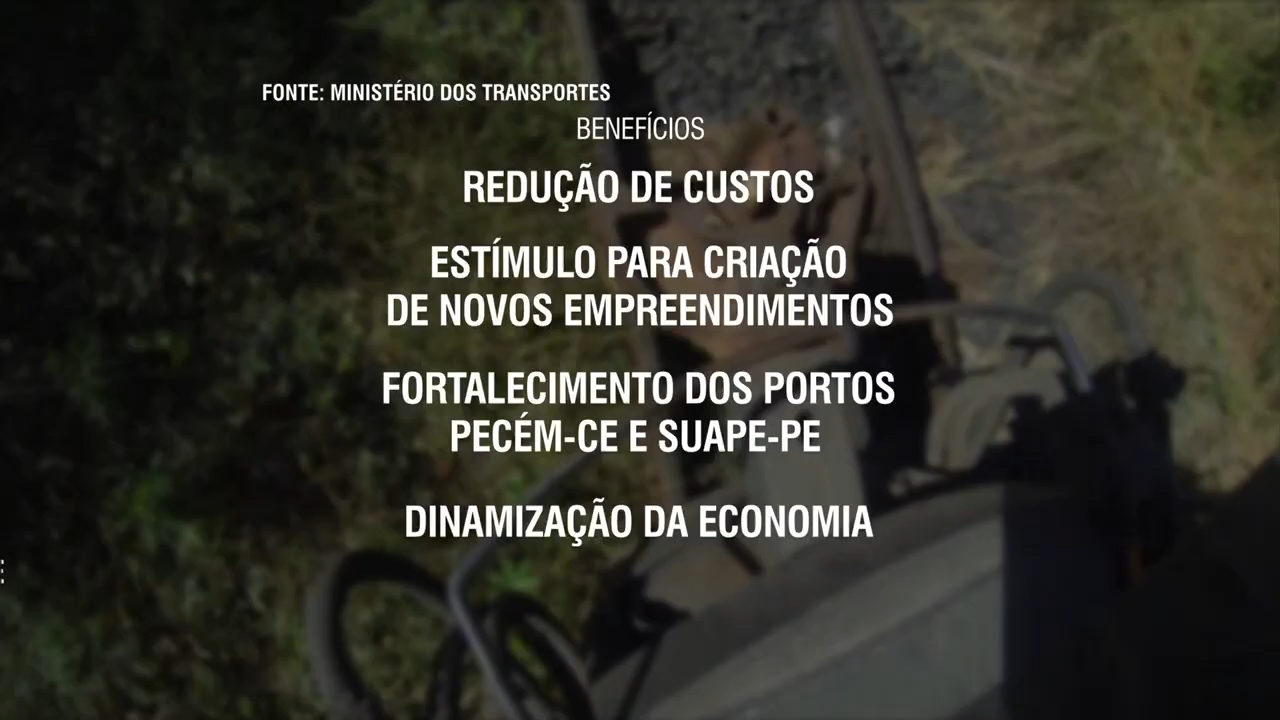 FONTE: MINISTÉRIO DOS TRANSPORTES
BENEFÍCIOS
REDUÇÃO DE CUSTOS
ESTÍMULO PARA CRIAÇÃO
DE NOVOS EMPREENDIMENTOS
FORTALECIMENTO DOS PORTOS
PECÉM-CE E SUAPE-PE
DINAMIZAÇÃO DA ECONOMIA